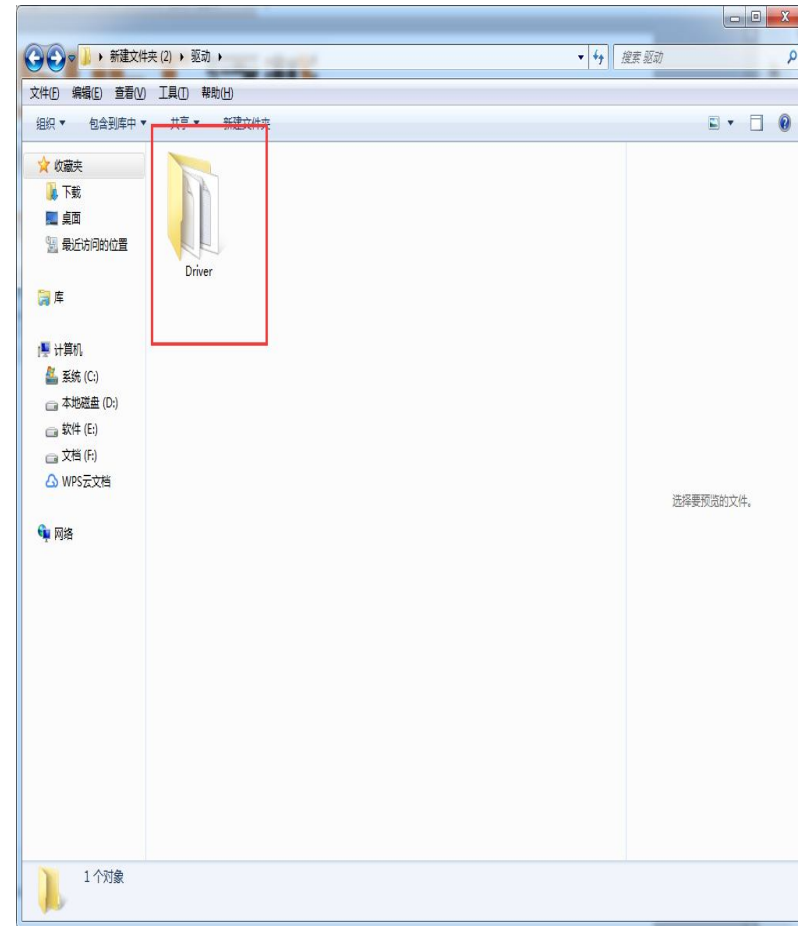 新建文件夹 (2) 驱动
搜索 驱动
文件(F) 编辑(E) 查看(V) 工具(T) 帮助(H)
组织 包含到库中 共享 新建文件夹
收藏夹
下载
桌面
最近访问的位置
Driver
库
计算机
系统 (C:)
本地磁盘 (D:)
软件 (E:)
文档 (F:)
WPS云文档
选择要预览的文件。
网络
1 个对象